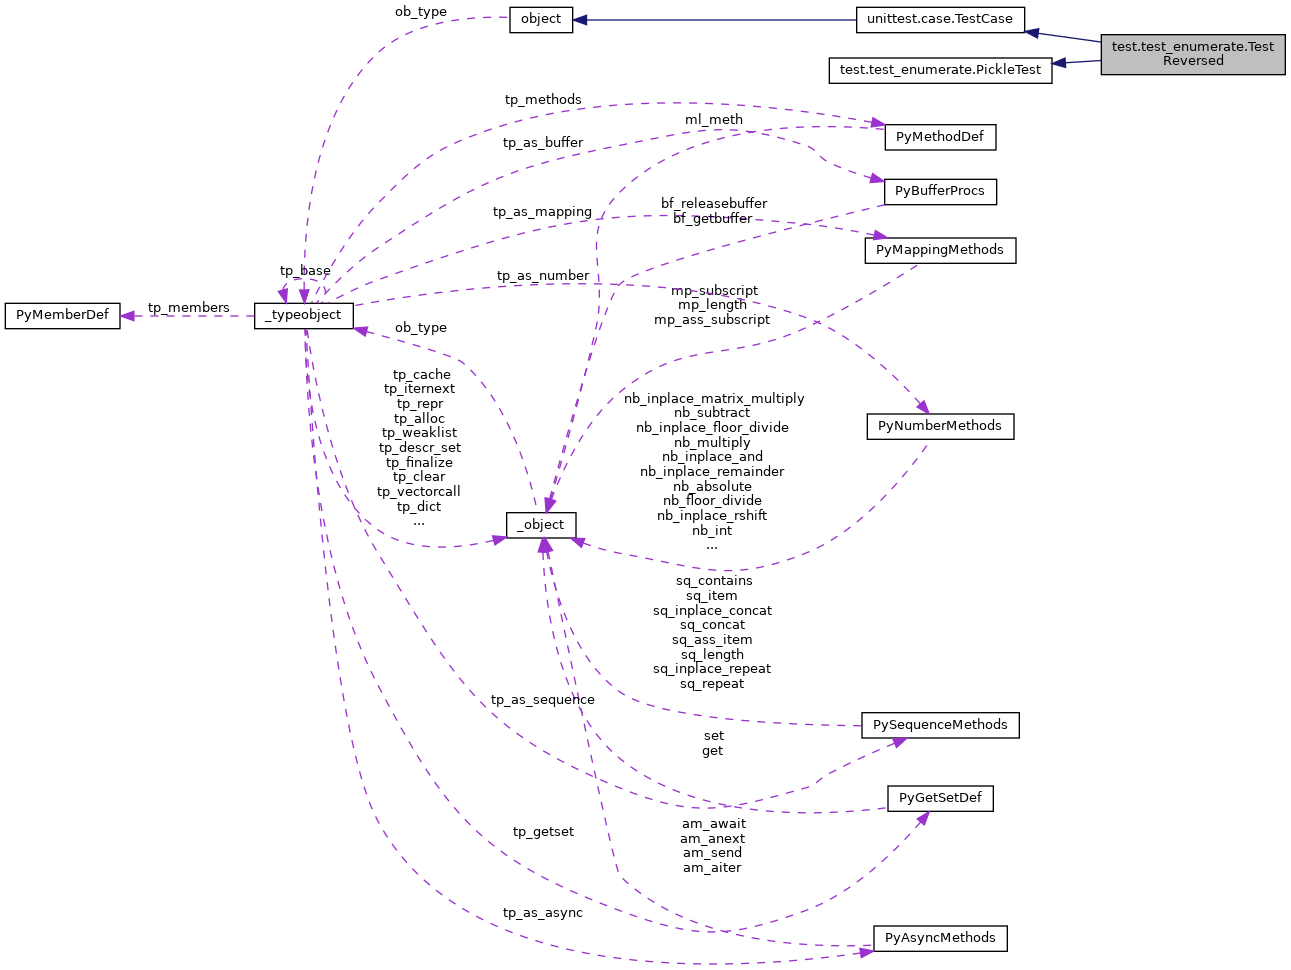 ob_type
object
unittest.case.TestCase
test.test_enumerate.Test
Reversed
test.test_enumerate.PickleTest
tp_methods
ml_meth
PyMethodDef
tp_as_buffer
PyBufferProcs
tp_as_mapping
bf_releasebuffer
bf_getbuffer
PyMappingMethods
tp_base
tp_as_number
mp_subscript
mp_length
mp_ass_subscript
PyMemberDef
tp_members
_typeobject
ob_type
tp_cache
tp_iternext
tp_repr
tp_alloc
tp_weaklist
tp_descr_set
tp_finalize
tp_clear
tp_vectorcall
tp_dict
...
nb_inplace_matrix_multiply
nb_subtract
nb_inplace_floor_divide
nb_multiply
nb_inplace_and
nb_inplace_remainder
nb_absolute
nb_floor_divide
nb_inplace_rshift
nb_int
...
PyNumberMethods
_object
sq_contains
sq_item
sq_inplace_concat
sq_concat
sq_ass_item
sq_length
sq_inplace_repeat
sq_repeat
tp_as_sequence
PySequenceMethods
set
get
PyGetSetDef
tp_getset
am_await
am_anext
am_send
am_aiter
tp_as_async
PyAsyncMethods